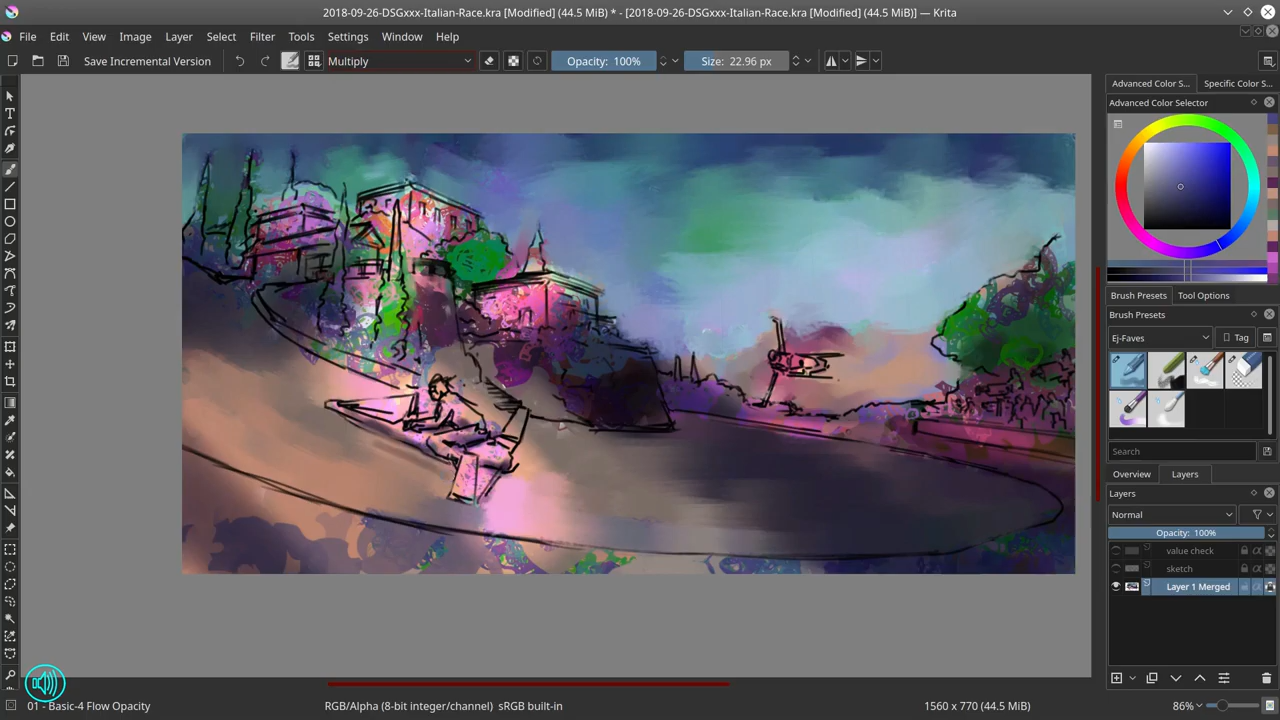 2018-09-26-DSGxxx-Italian-Race.kra [Modified] (44.5 MiB) * - [2018-09-26-DSGxxx-Italian-Race.kra [Modified] (44.5 MiB)] — Krita
File Edit View Image Layer Select Filter Tools Settings Window Help
Save Incremental Version Multiply Opacity: 100% Size: 22.96 px
Advanced Color S... Specific Color S...
Advanced Color Selector
Brush Presets Tool Options
Brush Presets
Ej-Faves Tag
Search
Overview Layers
Layers
Normal
Opacity: 100%
value check
sketch
Layer 1 Merged
01 - Basic-4 Flow Opacity RGB/Alpha (8-bit integer/channel) sRGB built-in 1560 x 770 (44.5 MiB) 86%